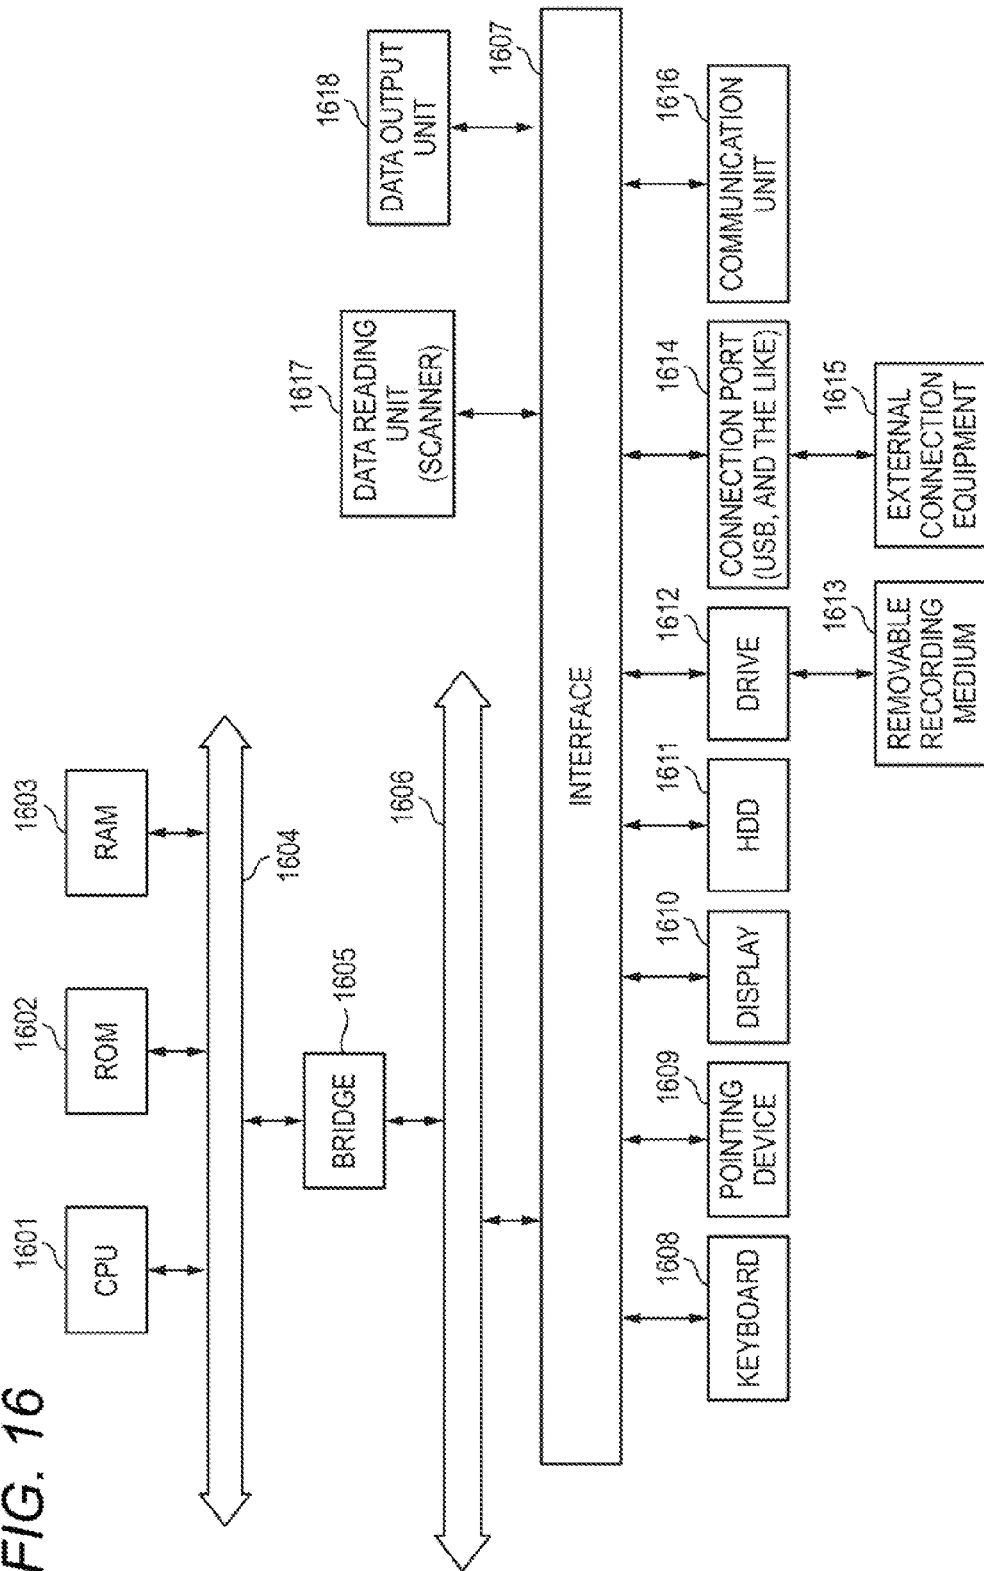 FIG. 16
1601
CPU
1602
ROM
1603
RAM
1604
1605
BRIDGE
1606
1617
DATA READING
UNIT
(SCANNER)
1618
DATA OUTPUT
UNIT
1607
INTERFACE
1608
KEYBOARD
1609
POINTING
DEVICE
1610
DISPLAY
1611
HDD
1612
DRIVE
1614
CONNECTION PORT
(USB, AND THE LIKE)
1616
COMMUNICATION
UNIT
1613
REMOVABLE
RECORDING
MEDIUM
1615
EXTERNAL
CONNECTION
EQUIPMENT